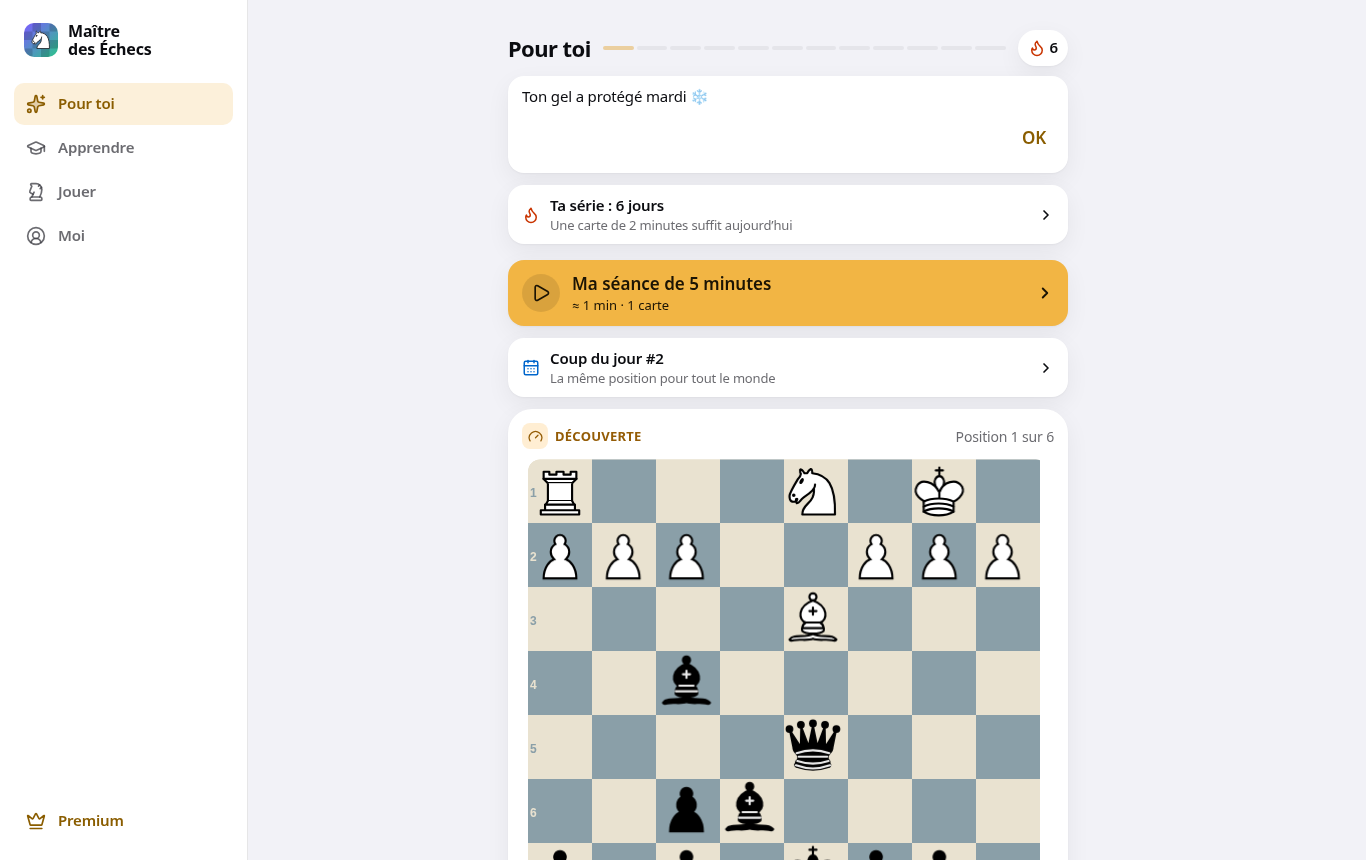 Maître
des Échecs
Pour toi
Apprendre
Jouer
Moi
Premium
Pour toi
6
Ton gel a protégé mardi ❄️
OK
Ta série : 6 jours
Une carte de 2 minutes suffit aujourd’hui
Ma séance de 5 minutes
≈ 1 min · 1 carte
Coup du jour #2
La même position pour tout le monde
DÉCOUVERTE
Position 1 sur 6
1
2
3
4
5
6